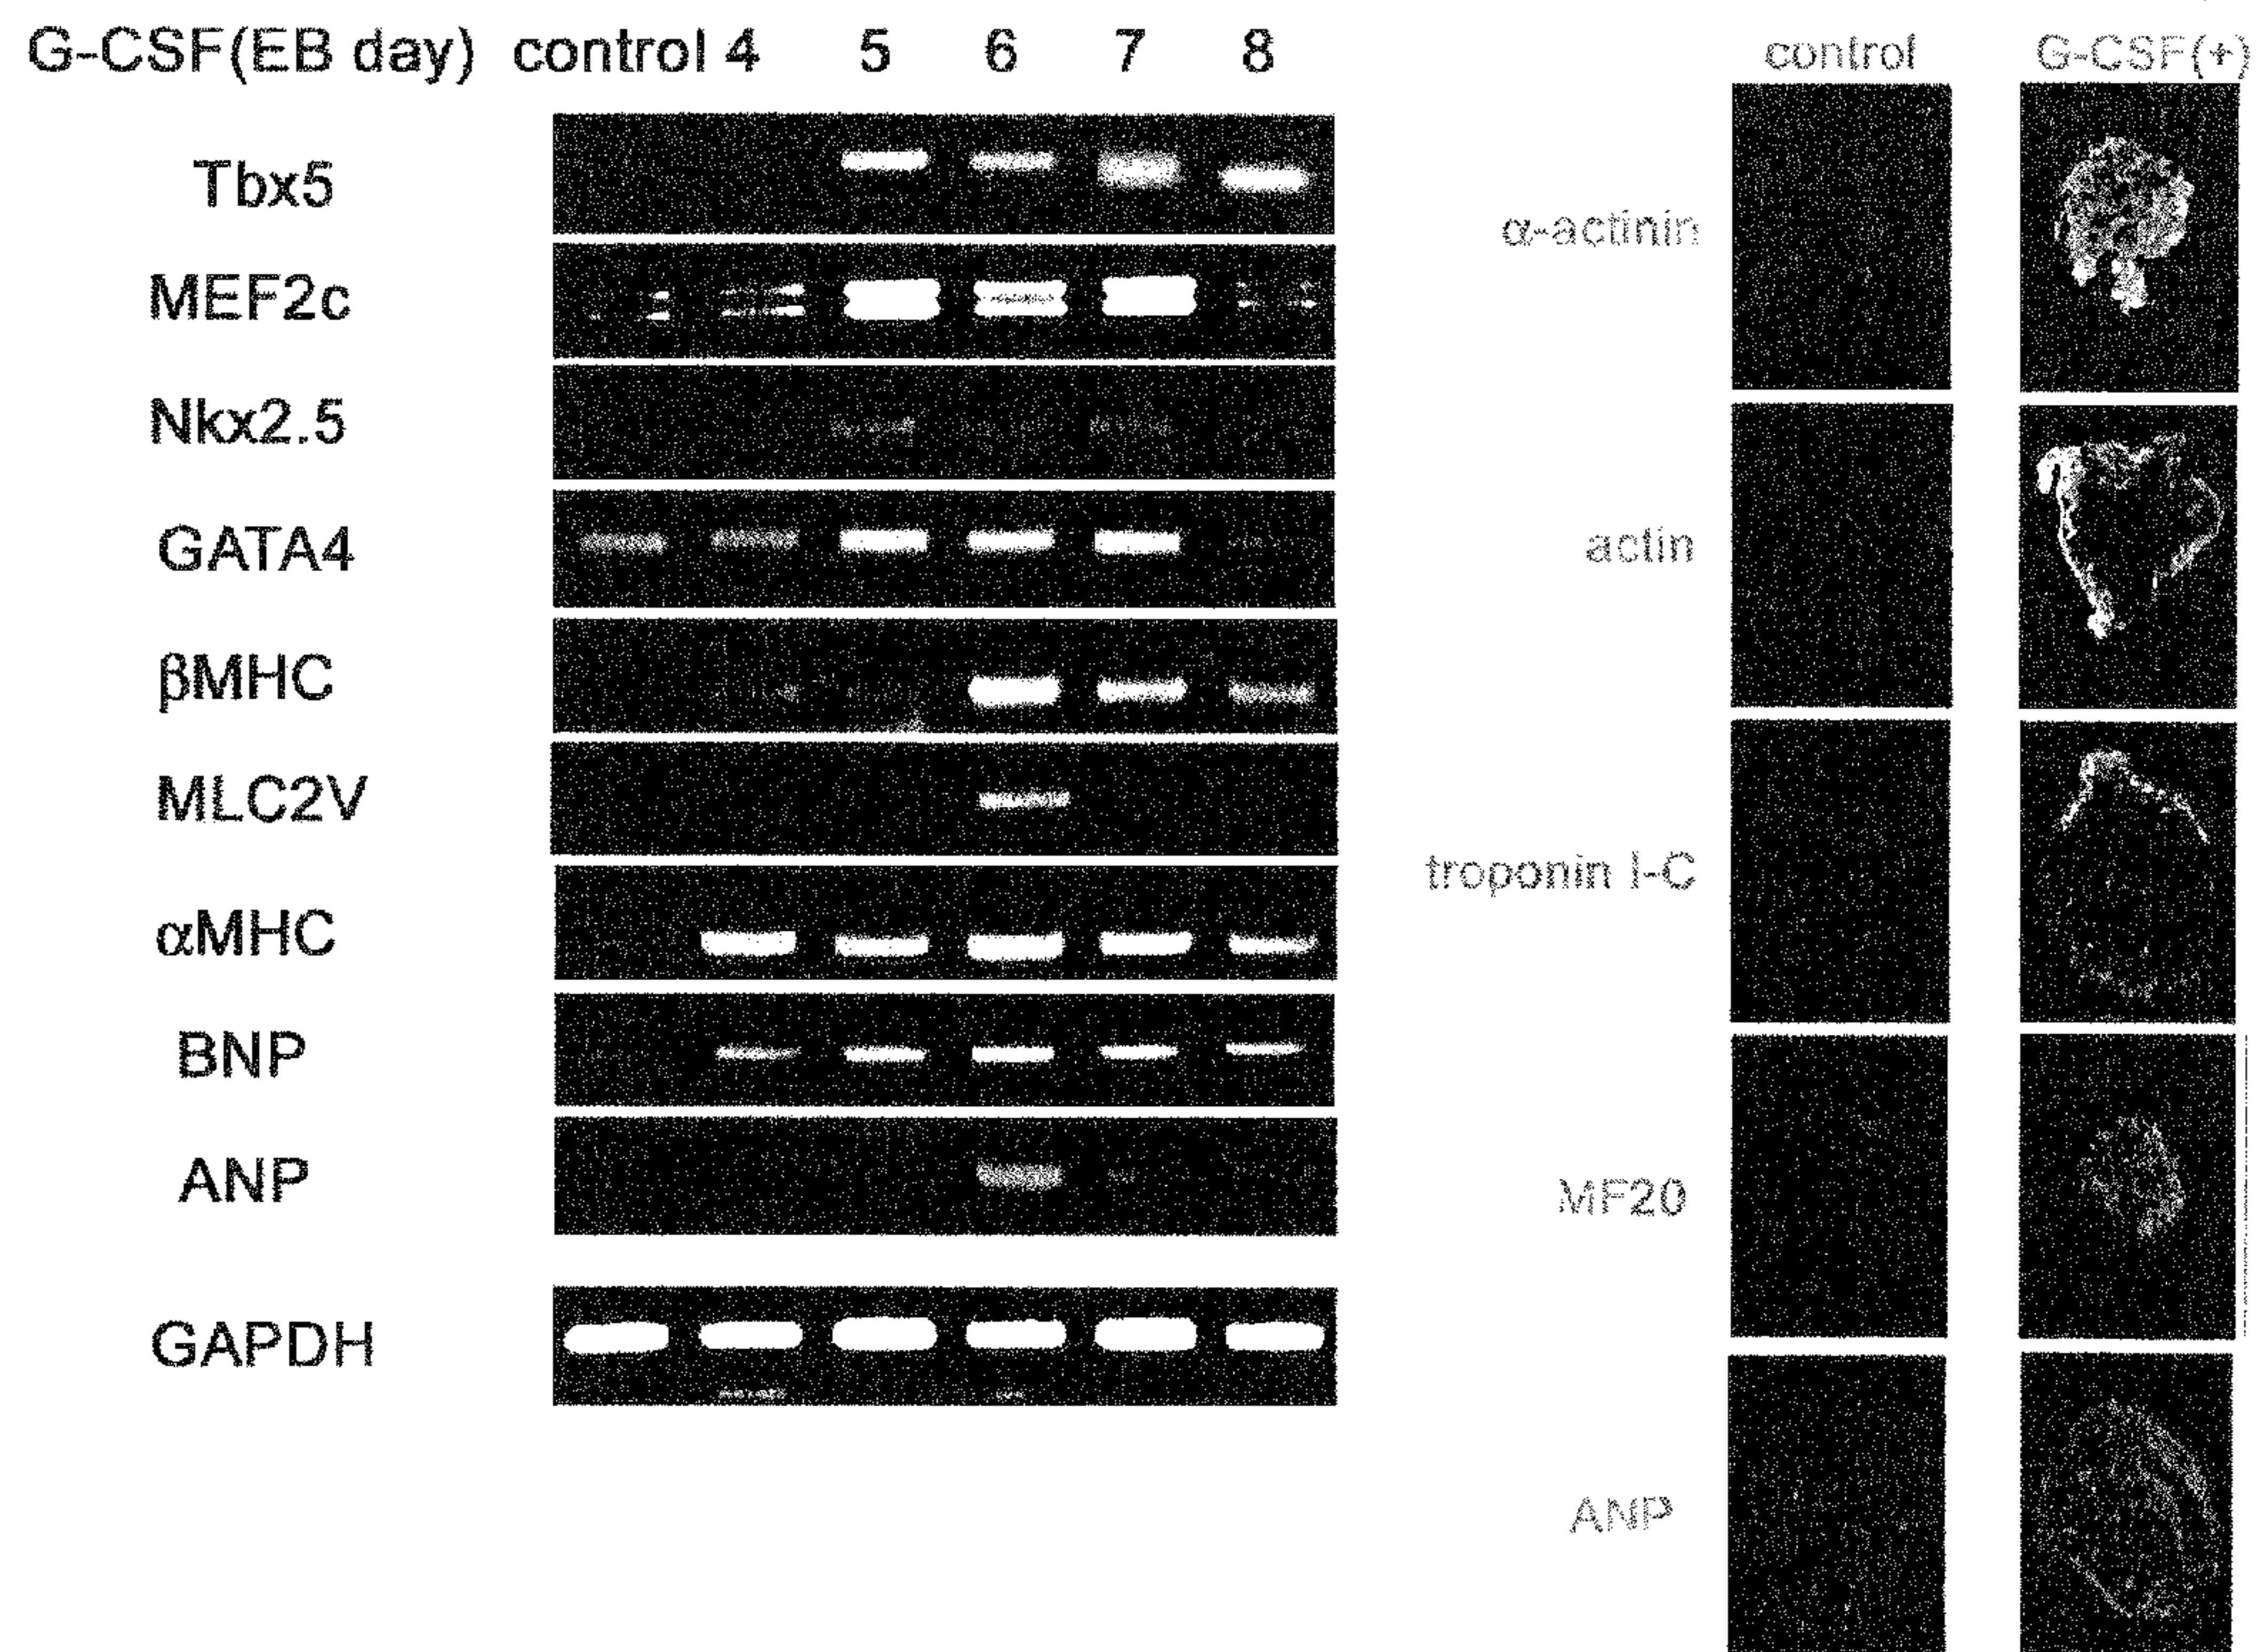 G-CSF(EB day) control 4 5 6 7 8
Tbx5
MEF2c
Nkx2.5
GATA4
βMHC
MLC2V
αMHC
BNP
ANP
GAPDH
control G-CSF(+)
α-actinin
actin
troponin I-C
MF20
ANP